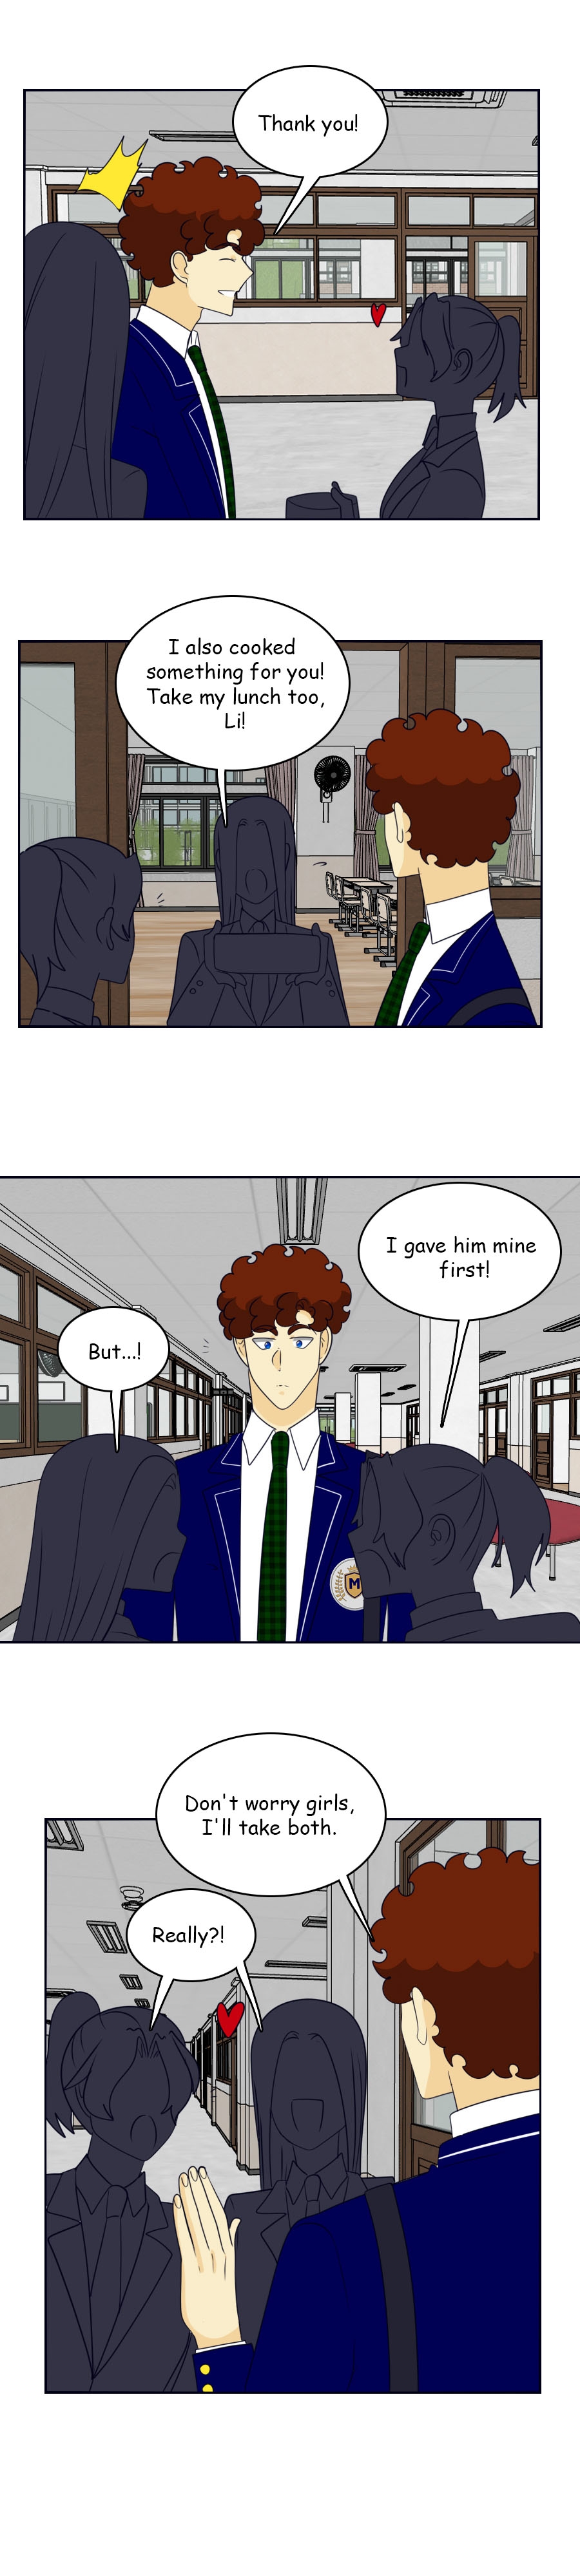 Thank you!
I also cooked
something for you!
Take my lunch too,
Li!
I gave him mine
first!
But...!
M
Don't worry girls,
I'll take both.
Really?!